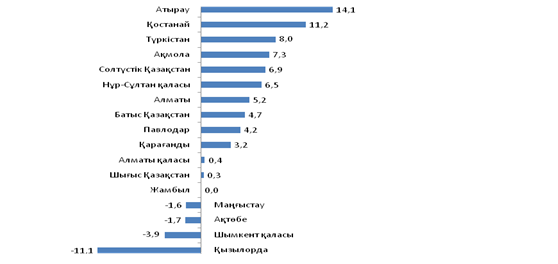 Атырау 14,1
Қостанай 11,2
Түркістан 8,0
Ақмола 7,3
Солтүстік Қазақстан 6,9
Нұр-Сұлтан қаласы 6,5
Алматы 5,2
Батыс Қазақстан 4,7
Павлодар 4,2
Қарағанды 3,2
Алматы қаласы 0,4
Шығыс Қазақстан 0,3
Жамбыл 0,0
-1,6 Маңғыстау
-1,7 Ақтөбе
-3,9 Шымкент қаласы
-11,1 Қызылорда